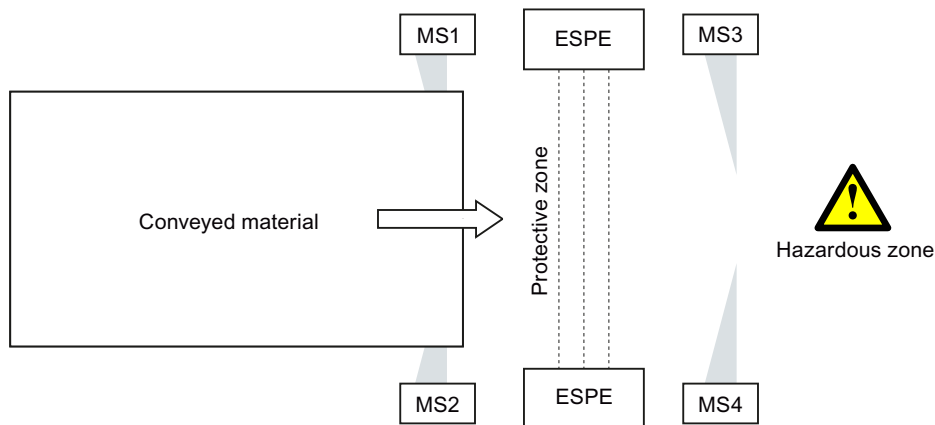 MS1
ESPE
MS3
Conveyed material
Protective zone
!
Hazardous zone
MS2
ESPE
MS4